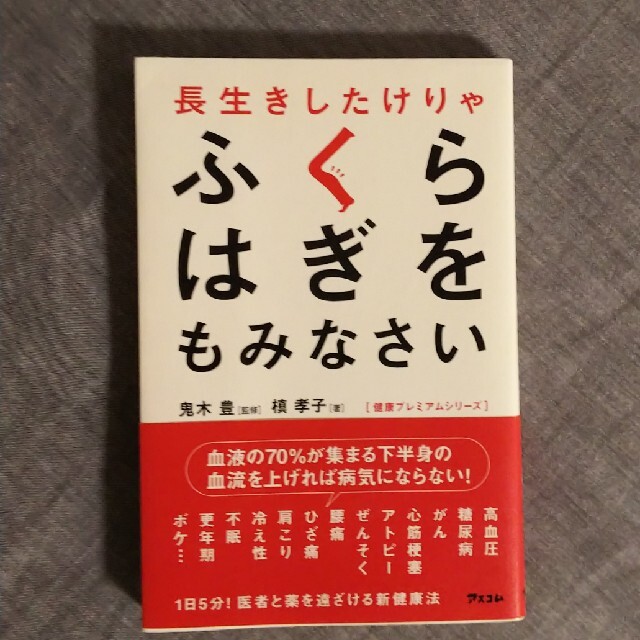 長生きしたけりゃ
ふくら
はぎを
もみなさい
鬼木 豊[監修] 槙 孝子[著] [健康プレミアムシリーズ]
血液の70%が集まる下半身の
血流を上げれば病気にならない!
高血圧
糖尿病
がん
心筋梗塞
アトピー
ぜんそく
腰痛
ひざ痛
肩こり
冷え性
不眠
更年期
ボケ…
1日5分!医者と薬を遠ざける新健康法
アスコム